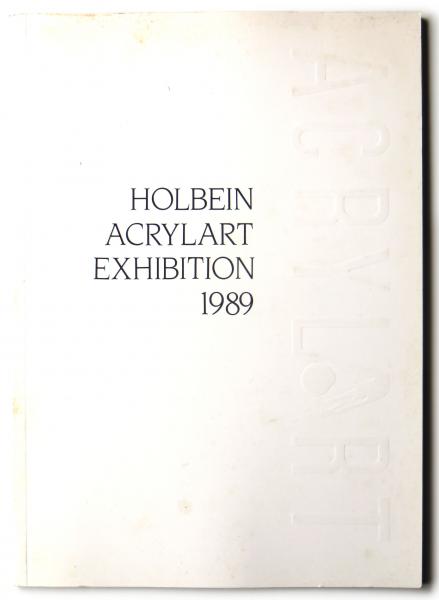 HOLBEIN
ACRYLART
EXHIBITION
1989
ACRYLART